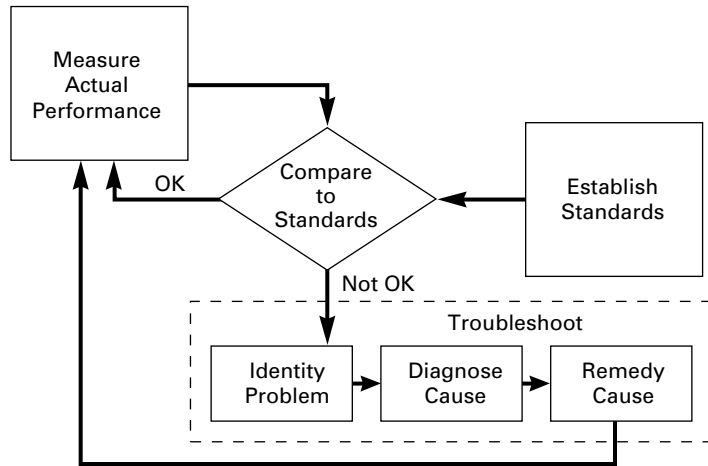 Measure
Actual
Performance
OK
Compare
to
Standards
Establish
Standards
Not OK
Troubleshoot
Identity
Problem
Diagnose
Cause
Remedy
Cause